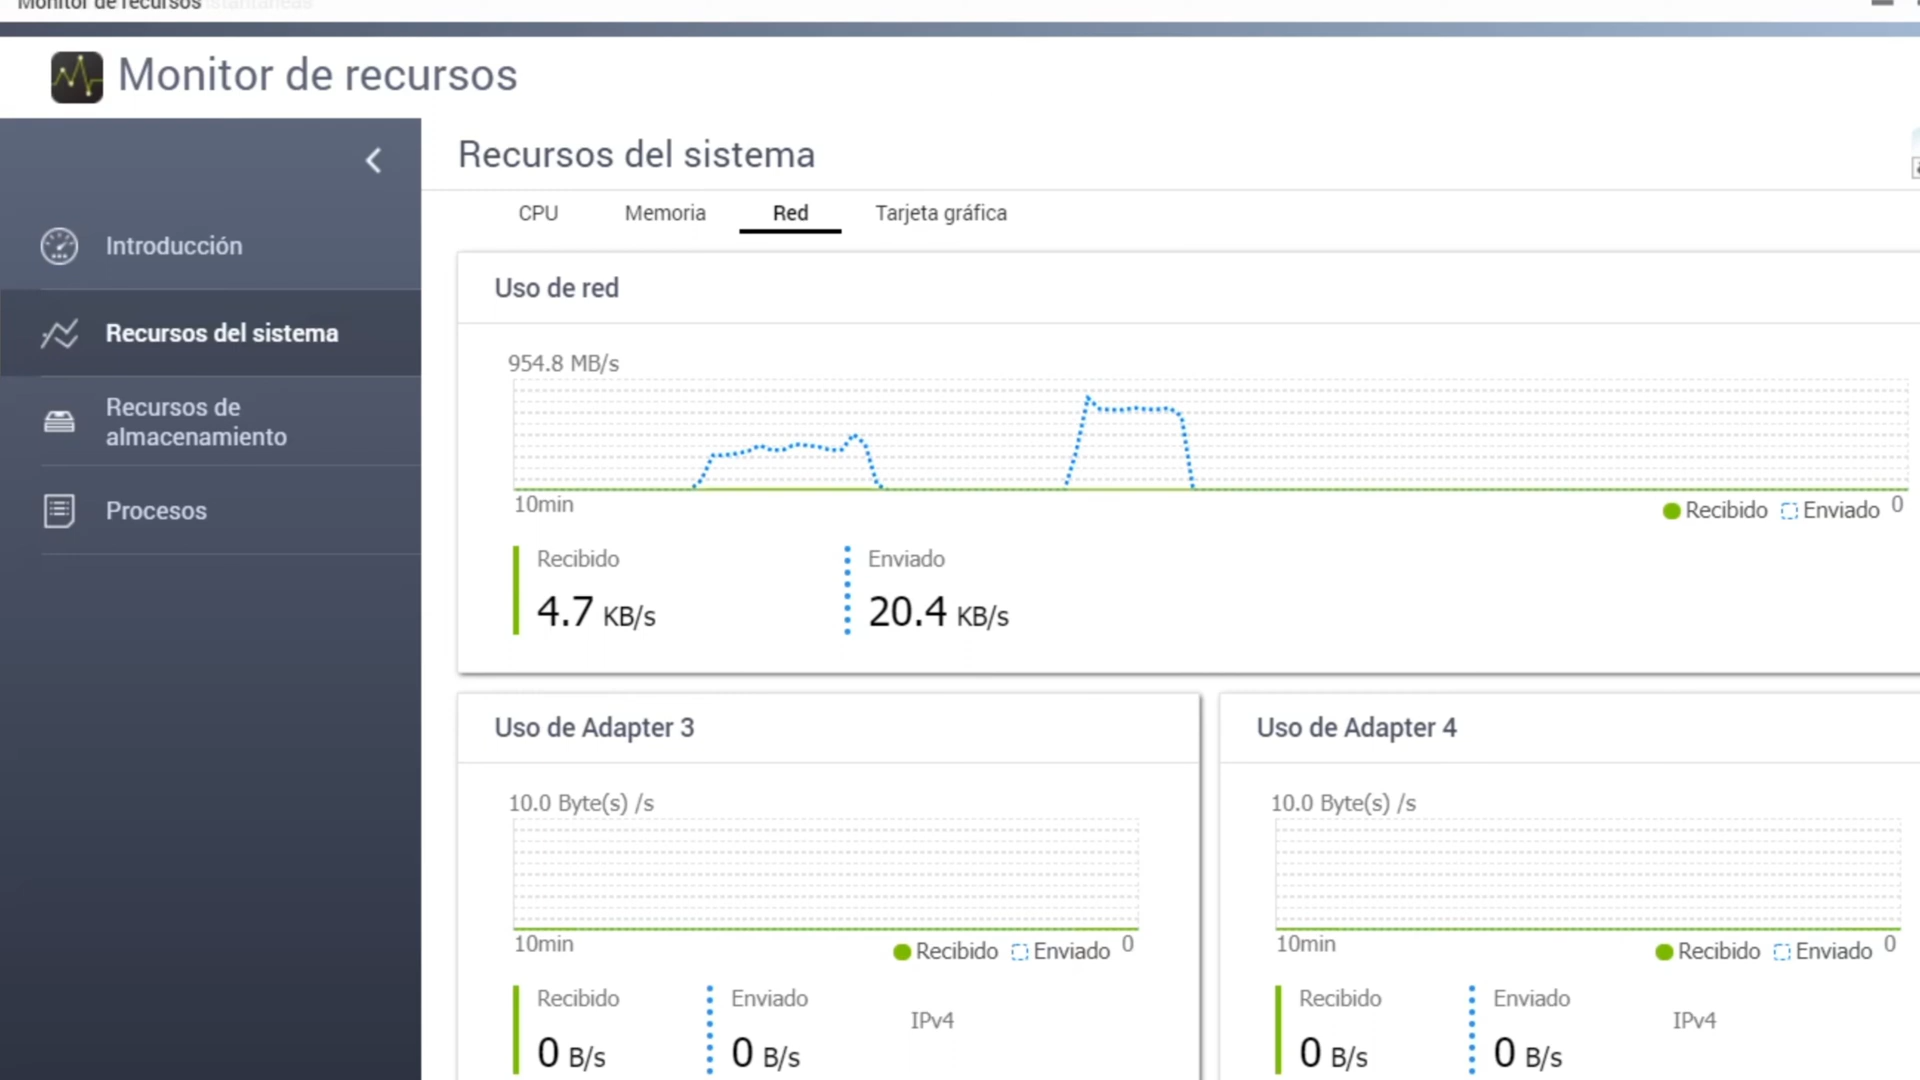 Monitor de recursos
Monitor de recursos
Recursos del sistema
CPU Memoria Red Tarjeta gráfica
Introducción
Recursos del sistema
Recursos de
almacenamiento
Procesos
Uso de red
954.8 MB/s
10min
Recibido Enviado 0
Recibido Enviado
4.7 KB/s 20.4 KB/s
Uso de Adapter 3
10.0 Byte(s) /s
10min
Recibido Enviado 0
Recibido Enviado
IPv4
0 B/s 0 B/s
Uso de Adapter 4
10.0 Byte(s) /s
10min
Recibido Enviado 0
Recibido Enviado
IPv4
0 B/s 0 B/s